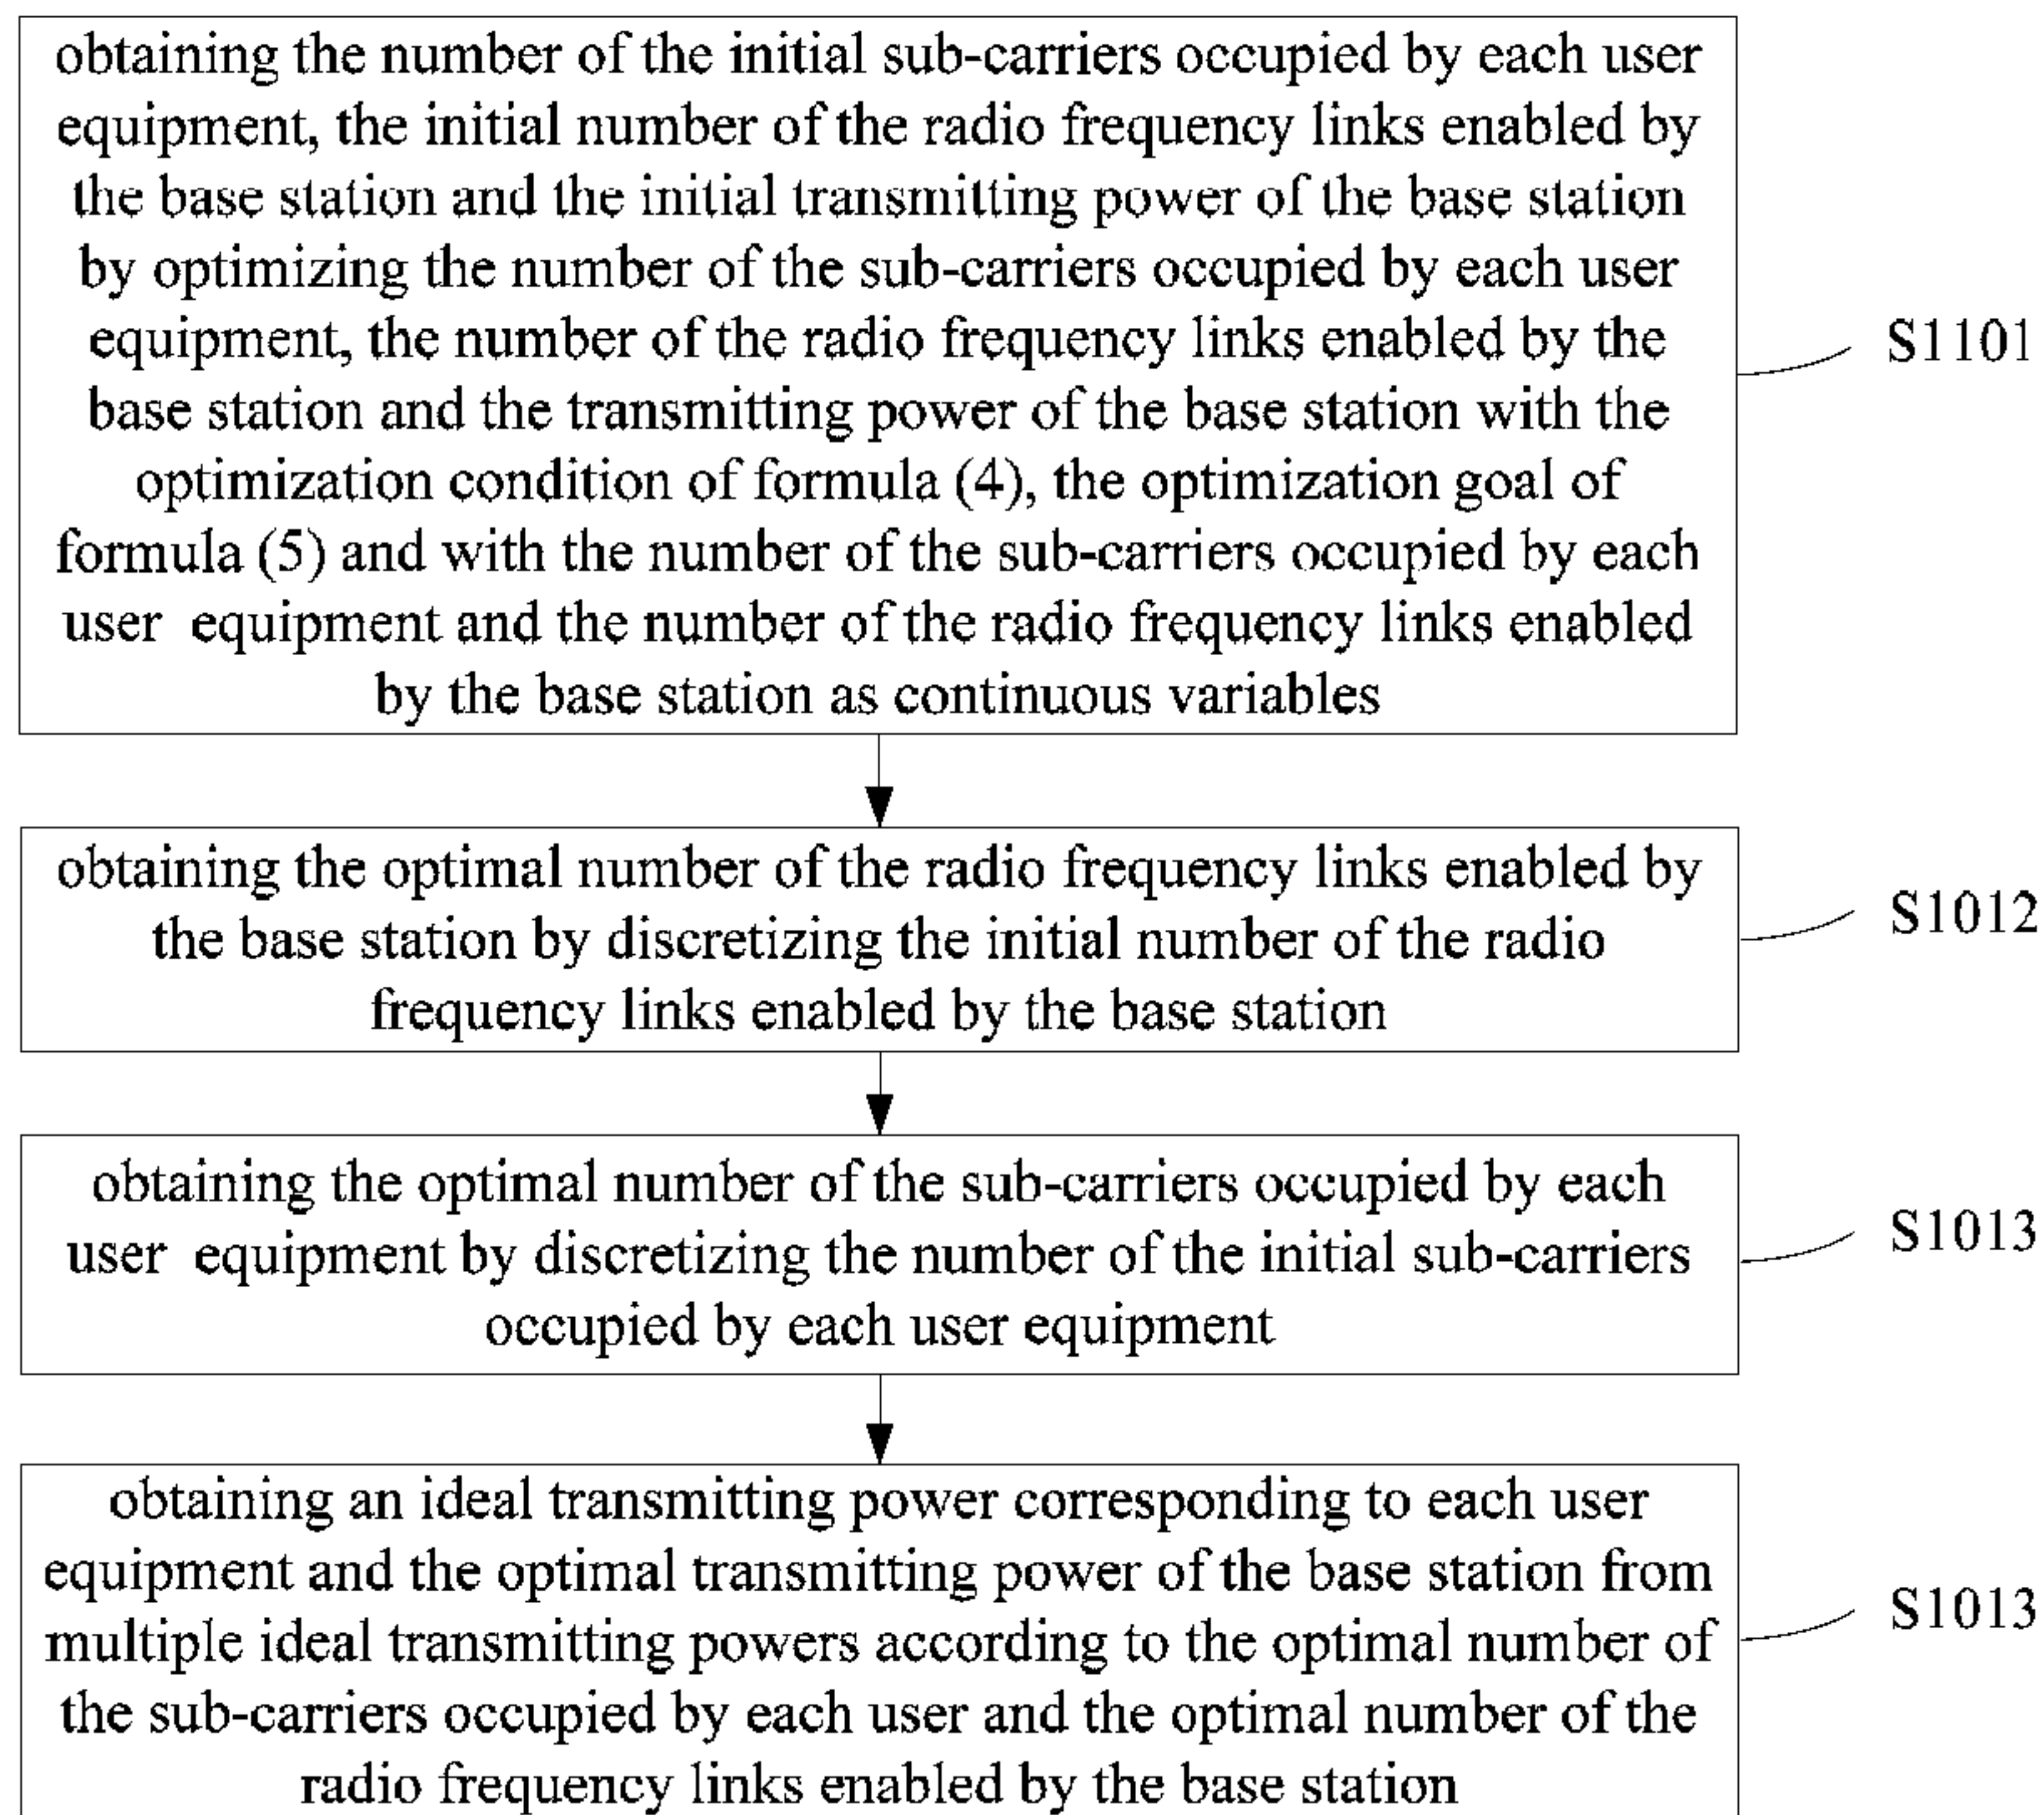 obtaining the number of the initial sub-carriers occupied by each user
equipment, the initial number of the radio frequency links enabled by
the base station and the initial transmitting power of the base station
by optimizing the number of the sub-carriers occupied by each user
equipment, the number of the radio frequency links enabled by the
base station and the transmitting power of the base station with the
optimization condition of formula (4), the optimization goal of
formula (5) and with the number of the sub-carriers occupied by each
user equipment and the number of the radio frequency links enabled
by the base station as continuous variables
S1101
obtaining the optimal number of the radio frequency links enabled by
the base station by discretizing the initial number of the radio
frequency links enabled by the base station
S1012
obtaining the optimal number of the sub-carriers occupied by each
user equipment by discretizing the number of the initial sub-carriers
occupied by each user equipment
S1013
obtaining an ideal transmitting power corresponding to each user
equipment and the optimal transmitting power of the base station from
multiple ideal transmitting powers according to the optimal number of
the sub-carriers occupied by each user and the optimal number of the
radio frequency links enabled by the base station
S1013